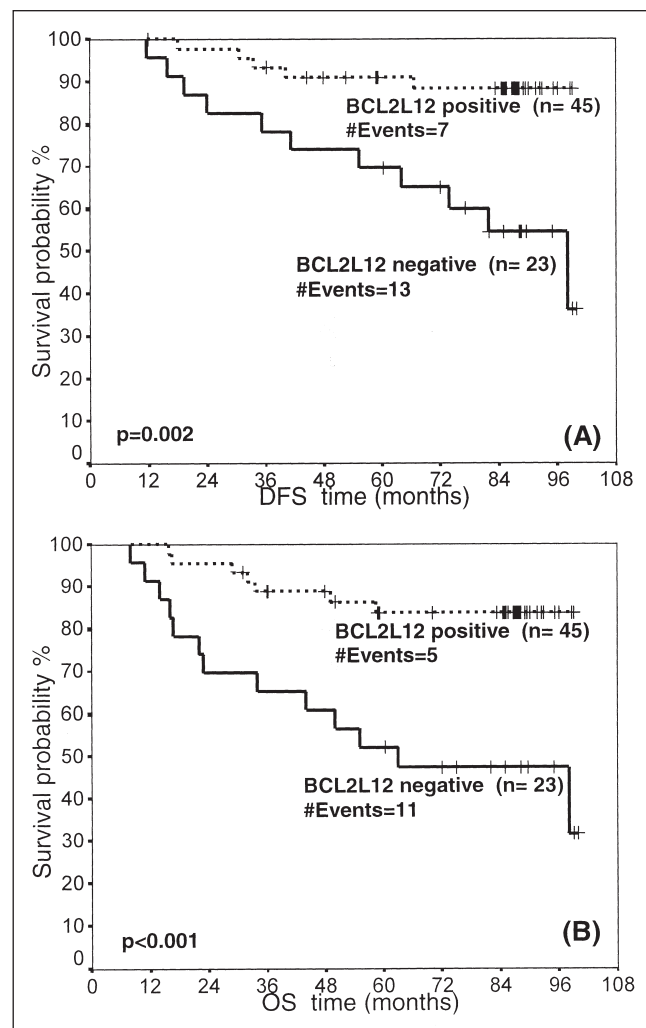 100
90
80
70
60
50
40
30
20
10
0
Survival probability %
BCL2L12 positive (n= 45)
#Events=7
BCL2L12 negative (n= 23)
#Events=13
p=0.002
(A)
0 12 24 36 48 60 72 84 96 108
DFS time (months)
100
90
80
70
60
50
40
30
20
10
0
Survival probability %
BCL2L12 positive (n= 45)
#Events=5
BCL2L12 negative (n= 23)
#Events=11
p<0.001
(B)
0 12 24 36 48 60 72 84 96 108
OS time (months)